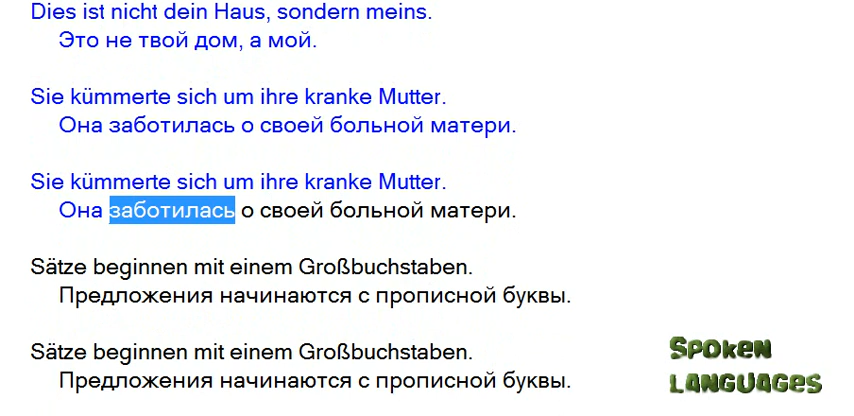 Dies ist nicht dein Haus, sondern meins.
Это не твой дом, а мой.
Sie kümmerte sich um ihre kranke Mutter.
Она заботилась о своей больной матери.
Sie kümmerte sich um ihre kranke Mutter.
Она заботилась о своей больной матери.
Sätze beginnen mit einem Großbuchstaben.
Предложения начинаются с прописной буквы.
Sätze beginnen mit einem Großbuchstaben.
Предложения начинаются с прописной буквы.
Spoken
Languages